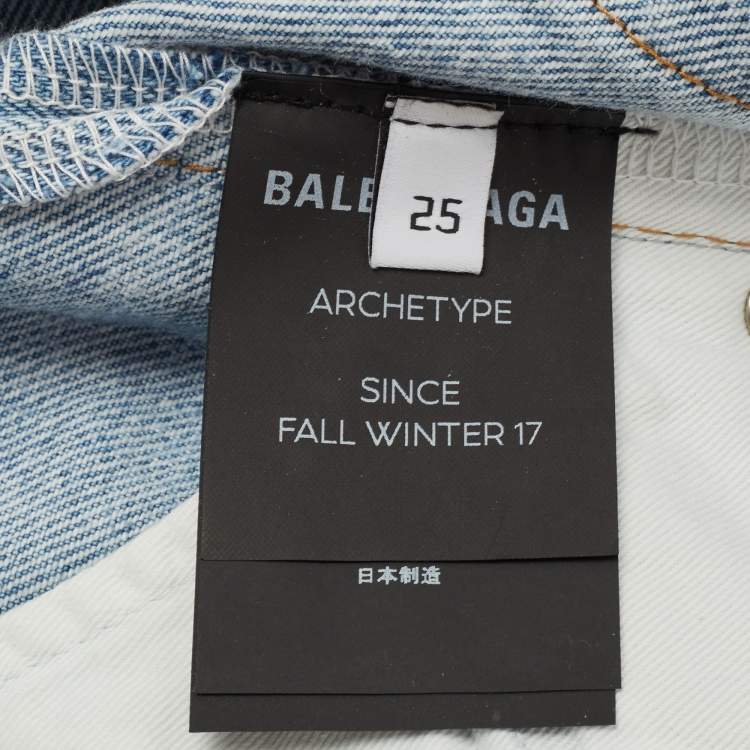 BALE AGA
25
ARCHETYPE
SINCE
FALL WINTER 17
日本制造